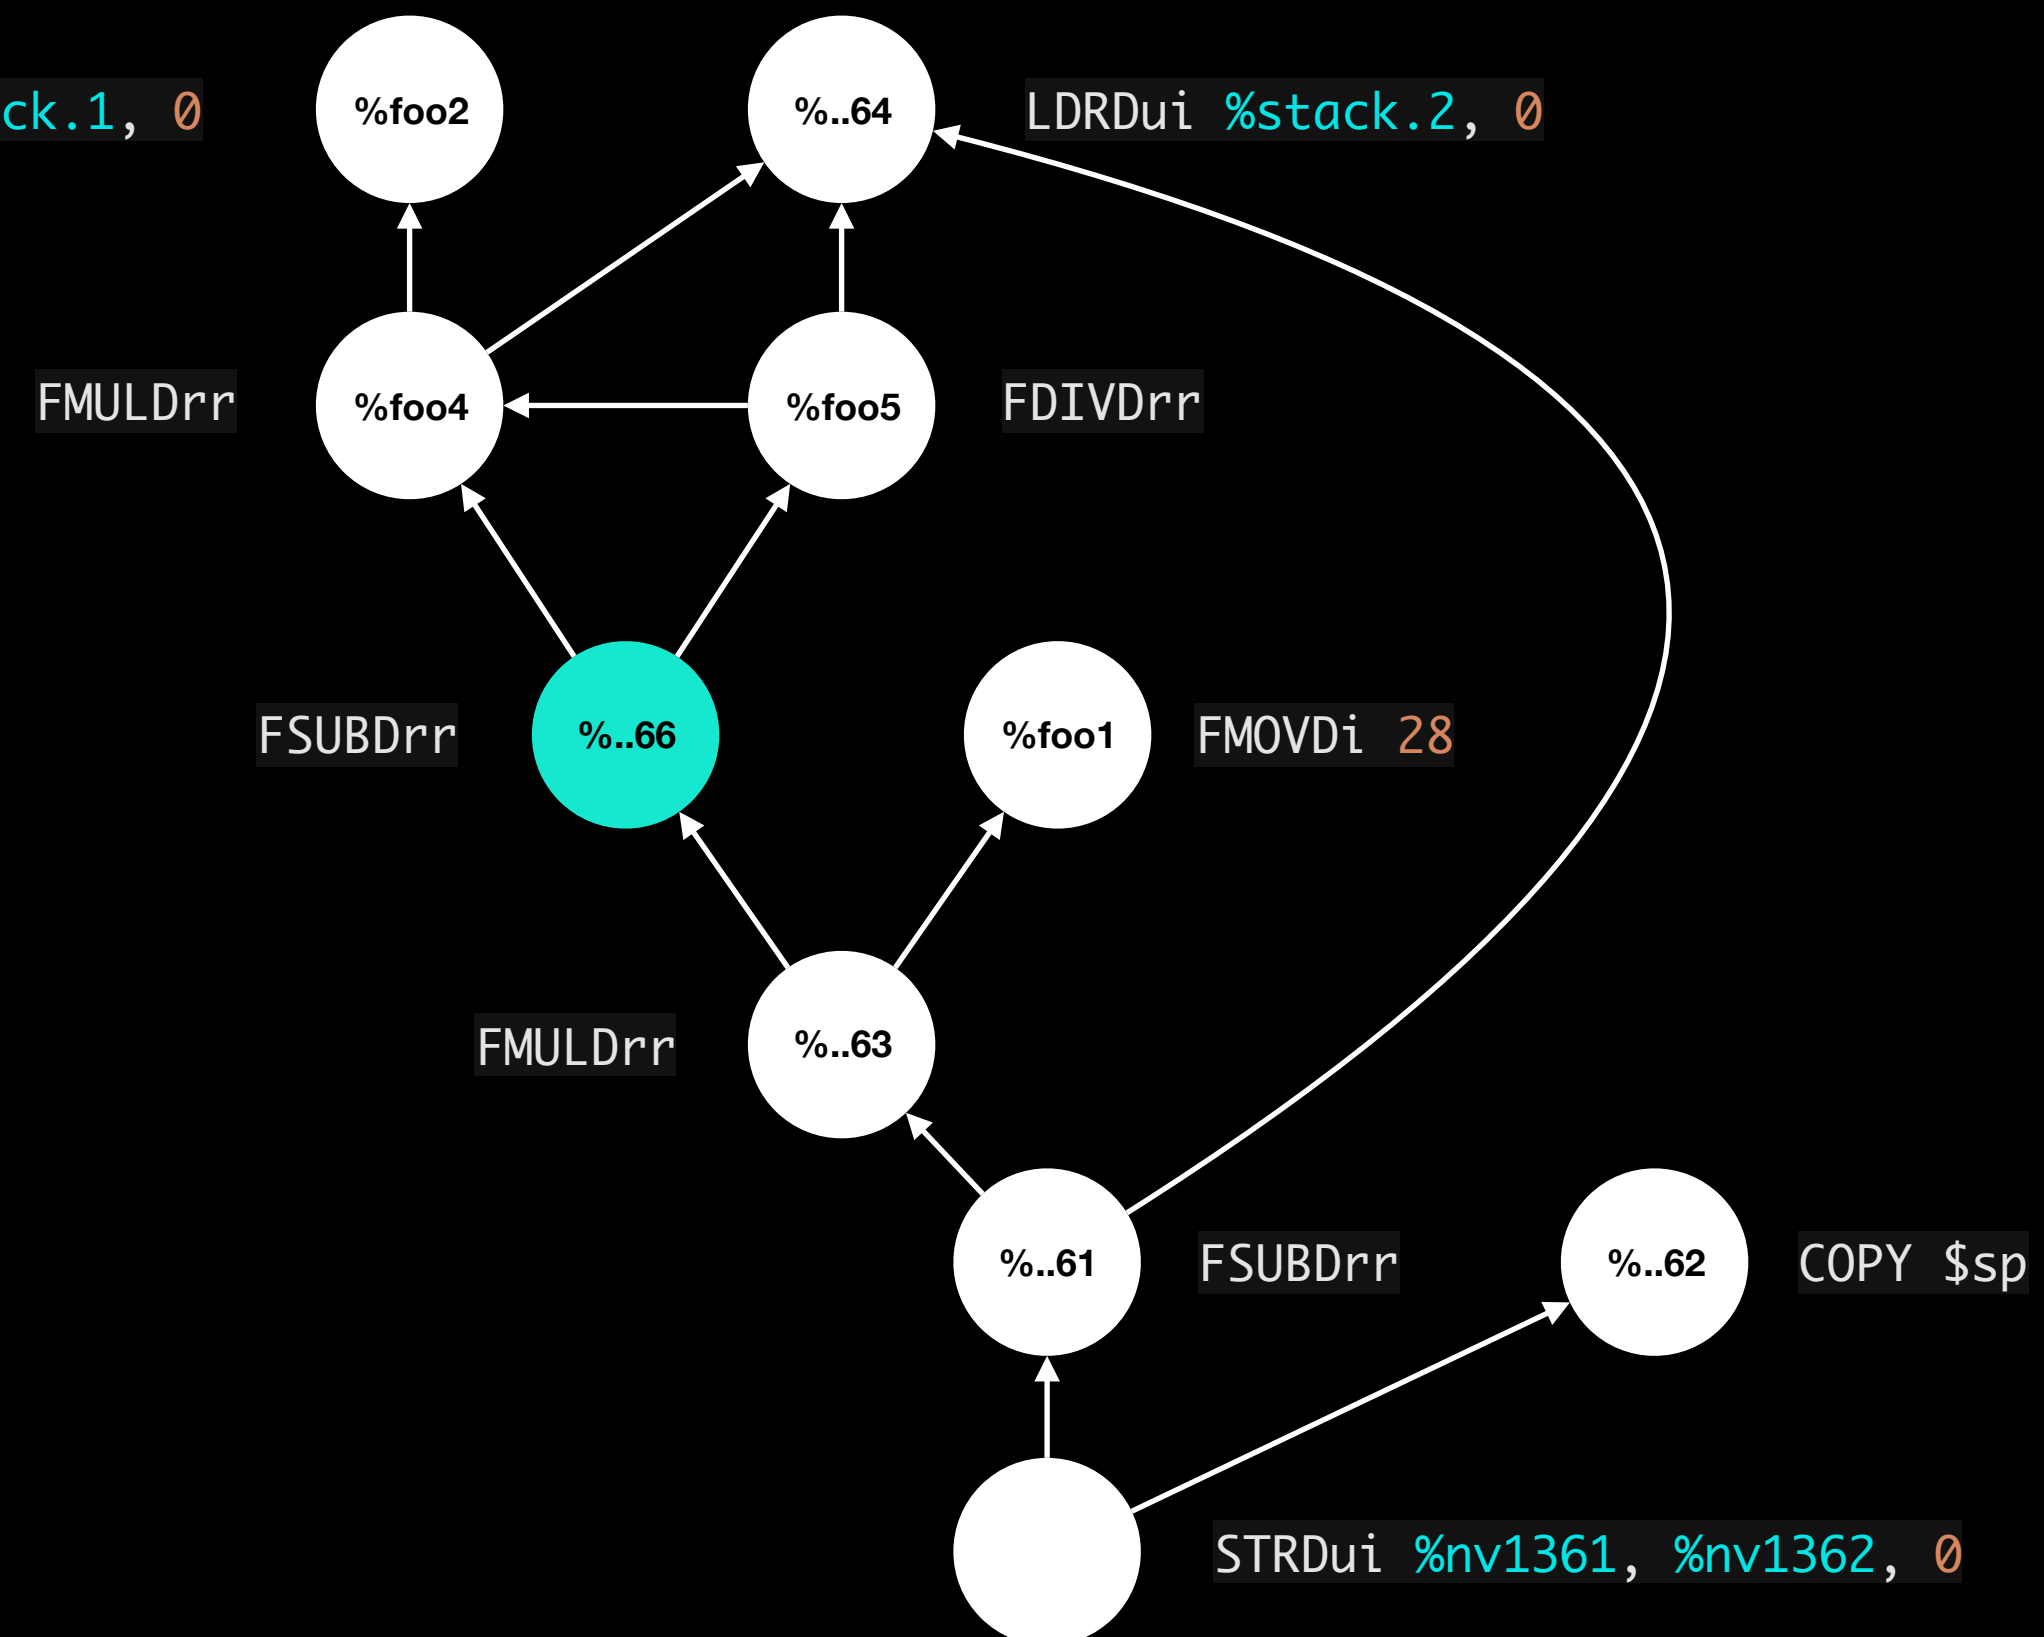 ck.1, 0
%foo2
%..64
LDRDui %stack.2, 0
FMULDrr
%foo4
%foo5
FDIVDrr
FSUBDrr
%..66
%foo1
FMOVDi 28
FMULDrr
%..63
%..61
FSUBDrr
%..62
COPY $sp
STRDui %nv1361, %nv1362, 0